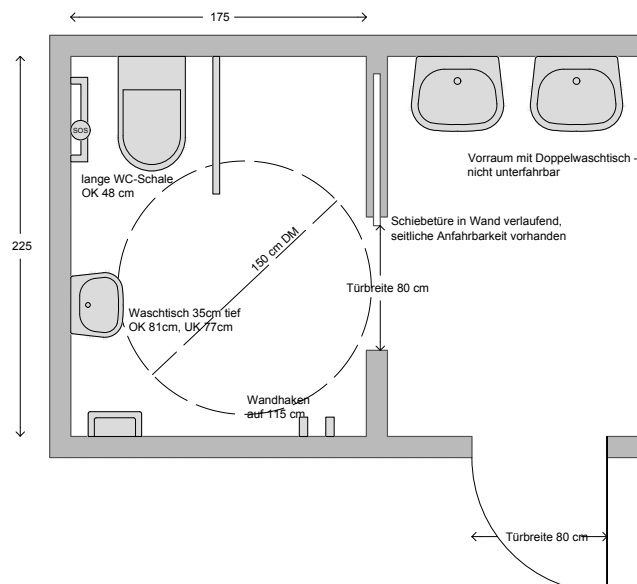 175
SOS
lange WC-Schale
OK 48 cm
Vorraum mit Doppelwaschtisch -
nicht unterfahrbar
Schiebetüre in Wand verlaufend,
seitliche Anfahrbarkeit vorhanden
225
150 cm DM
Türbreite 80 cm
Waschtisch 35cm tief
OK 81cm, UK 77cm
Wandhaken
auf 115 cm
Türbreite 80 cm